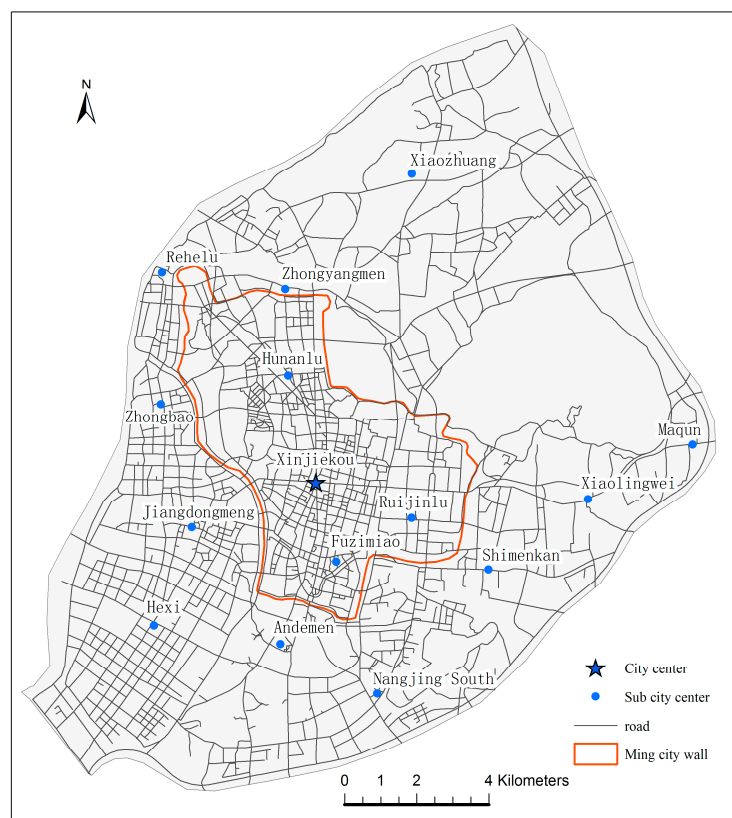 N
Xiaozhuang
Rehelu
Zhongyangmen
Hunanlu
Zhongbao
Maqun
Xinjiekou
Xiaolingwei
Jiangdongmeng
Ruijinlu
Fuzimiao
Shimenkan
Hexi
Andemen
Nangjing South
City center
Sub city center
road
Ming city wall
0 1 2 4 Kilometers